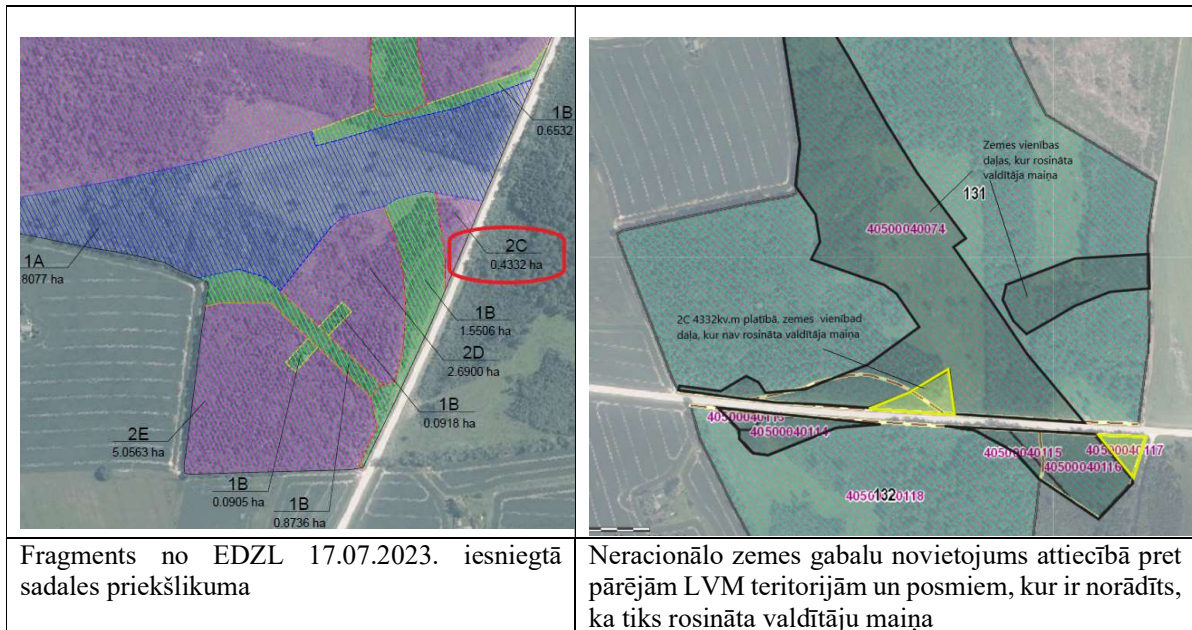 1B
0.6532
2C
0.4332 ha
1A
8077 ha
1B
1.5506 ha
2D
2.6900 ha
1B
0.0918 ha
2E
5.0563 ha
1B
0.0905 ha
1B
0.8736 ha
Zemes vienības
daļas, kur rosināta
valdītāja maiņa
131
40500040074
2C 4332kv.m platībā, zemes vienībad
daļa, kur nav rosināta valdītāja maiņa
40500040114
40500040115
40500040117
40500040116
132
Fragments no EDZL 17.07.2023. iesniegtā
sadales priekšlikuma
Neracionālo zemes gabalu novietojums attiecībā pret
pārējām LVM teritorijām un posmiem, kur ir norādīts,
ka tiks rosināta valdītāju maiņa